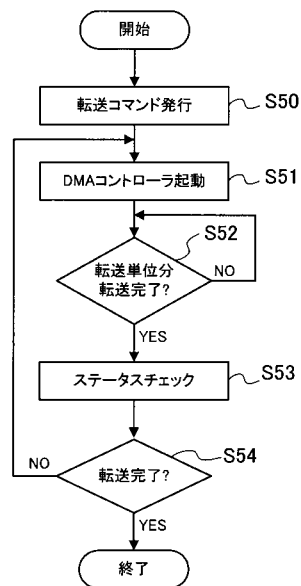 開始
転送コマンド発行
S50
DMAコントローラ起動
S51
S52
転送単位分
転送完了?
NO
YES
ステータスチェック
S53
S54
転送完了?
NO
YES
終了